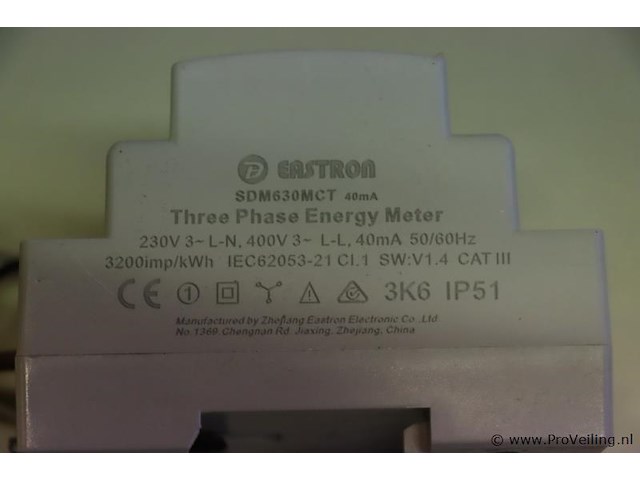 EASTRON
SDM630MCT 40mA
Three Phase Energy Meter
230V 3~ L-N, 400V 3~ L-L, 40mA 50/60Hz
3200imp/kWh IEC62053-21 Cl.1 SW:V1.4 CAT III
CE 1 3K6 IP51
Manufactured by Zhejiang Eastron Electronic Co.,Ltd
No.1369, Chengnan Rd. Jiaxing, Zhejiang, China
© www.ProVeiling.nl